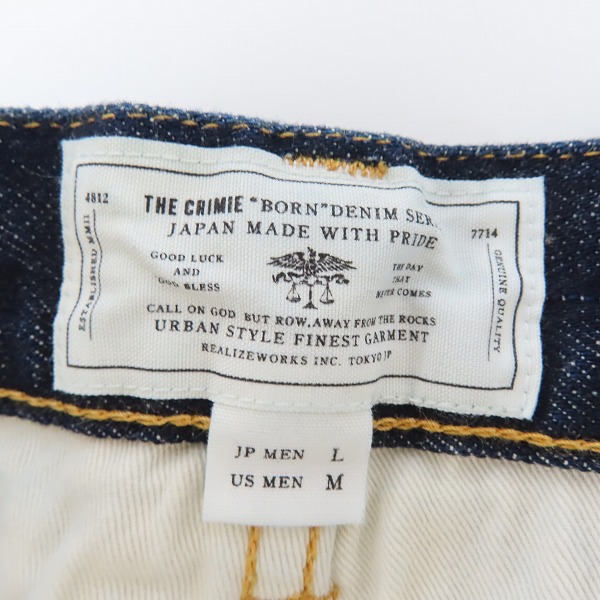 4812
THE CRIMIE "BORN" DENIM SER
JAPAN MADE WITH PRIDE
7714
ESTABLISHED MMII
GOOD LUCK
AND
GOD BLESS
THE DAY
THAT
NEVER COMES
GENUINE QUALITY
CALL ON GOD BUT ROW, AWAY FROM THE ROCKS
URBAN STYLE FINEST GARMENT
REALIZEWORKS INC. TOKYO JP
JP MEN L
US MEN M